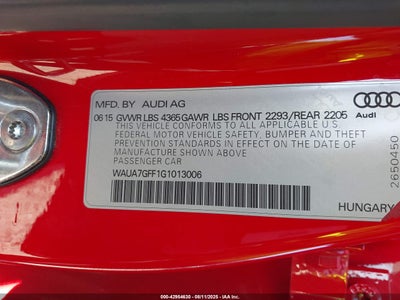 MFD. BY AUDI AG
06 15 GVWR LBS 4365 GAWR LBS FRONT 2293/REAR 2205
THIS VEHICLE CONFORMS TO ALL APPLICABLE U.S.
FEDERAL MOTOR VEHICLE SAFETY, BUMPER AND THEFT
PREVENTION STANDARDS IN EFFECT ON THE DATE OF
MANUFACTURE SHOWN ABOVE
PASSENGER CAR
WAUA7GFF1G1013006
Audi
2650450
HUNGARY
000-42954630 - 08/11/2025 - IAA Inc.